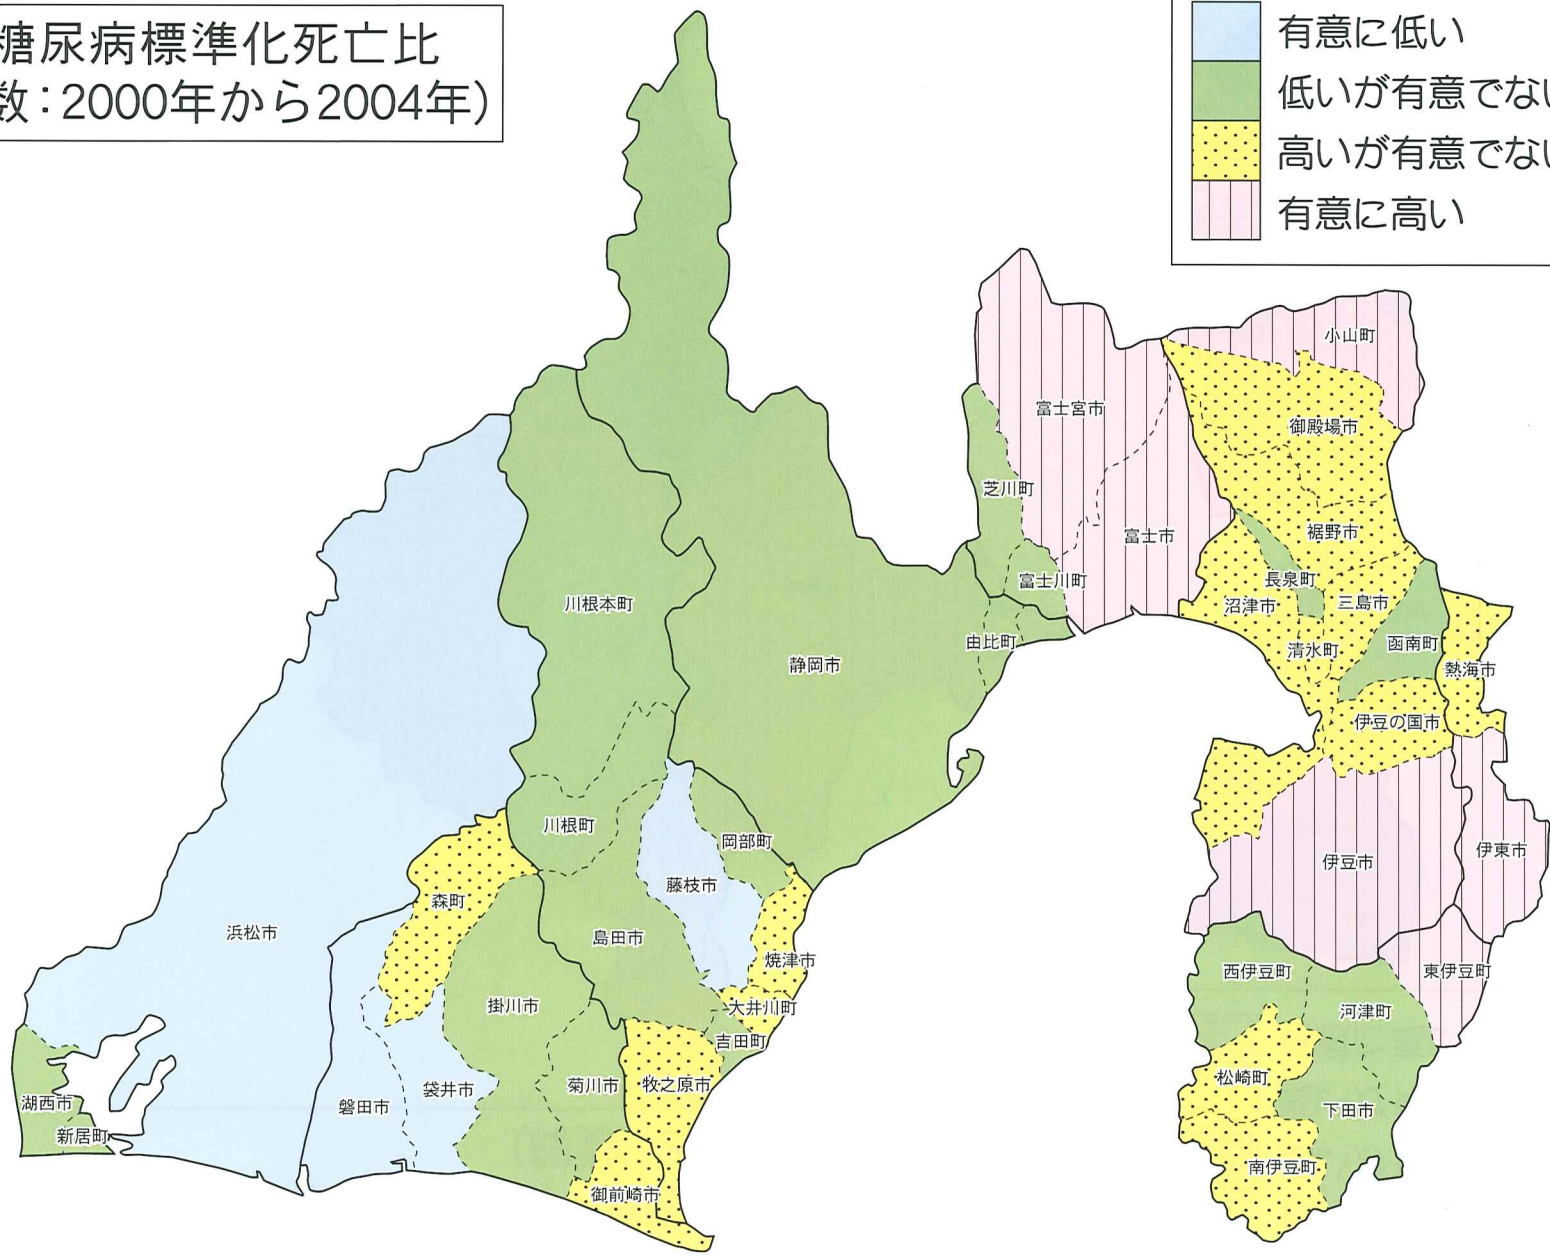 糖尿病標準化死亡比
数：2000年から2004年）
有意に低い
低いが有意でない
高いが有意でない
有意に高い
小山町
富士宮市
御殿場市
芝川町
富士市
裾野市
長泉町
富士川町
沼津市
三島市
川根本町
由比町
清水町
函南町
静岡市
熱海市
伊豆の国市
川根町
岡部町
伊豆市
伊東市
藤枝市
森町
浜松市
島田市
焼津市
西伊豆町
東伊豆町
掛川市
大井川町
河津町
吉田町
松崎町
袋井市
菊川市
牧之原市
湖西市
磐田市
下田市
新居町
南伊豆町
御前崎市